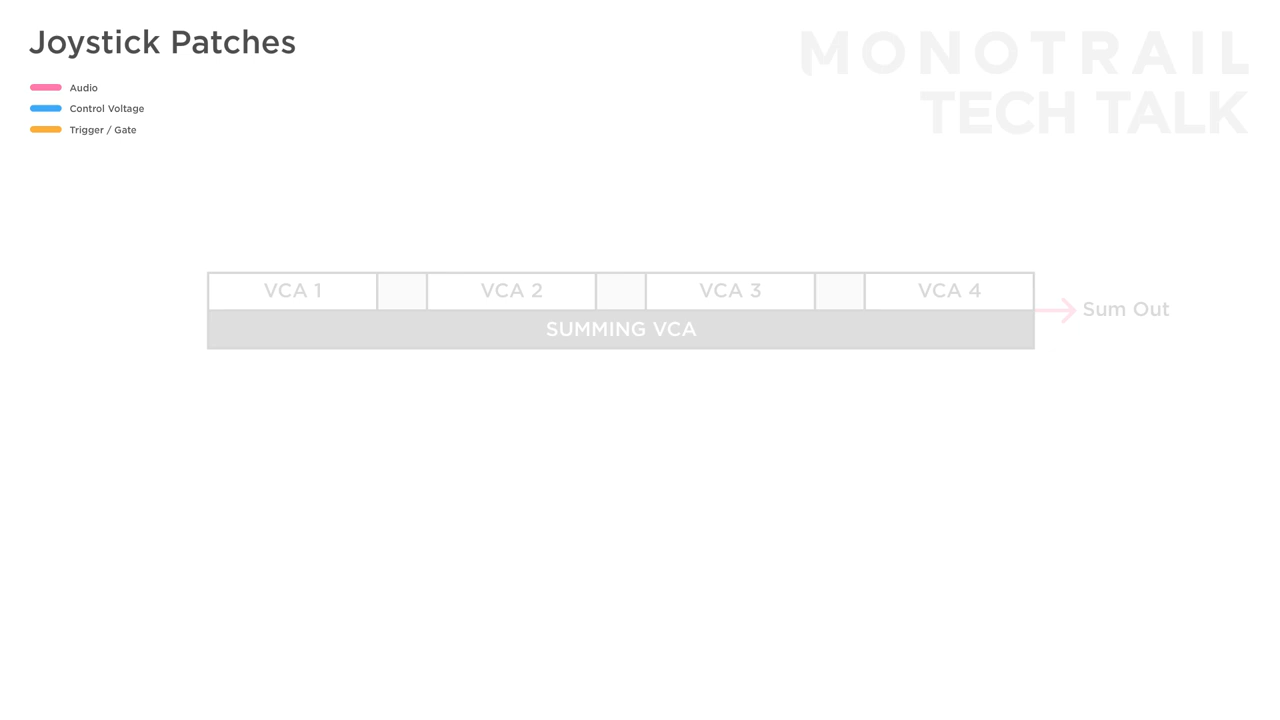 Joystick Patches
MONOTRAIL
TECH TALK
Audio
Control Voltage
Trigger / Gate
VCA 1
VCA 2
VCA 3
VCA 4
Sum Out
SUMMING VCA